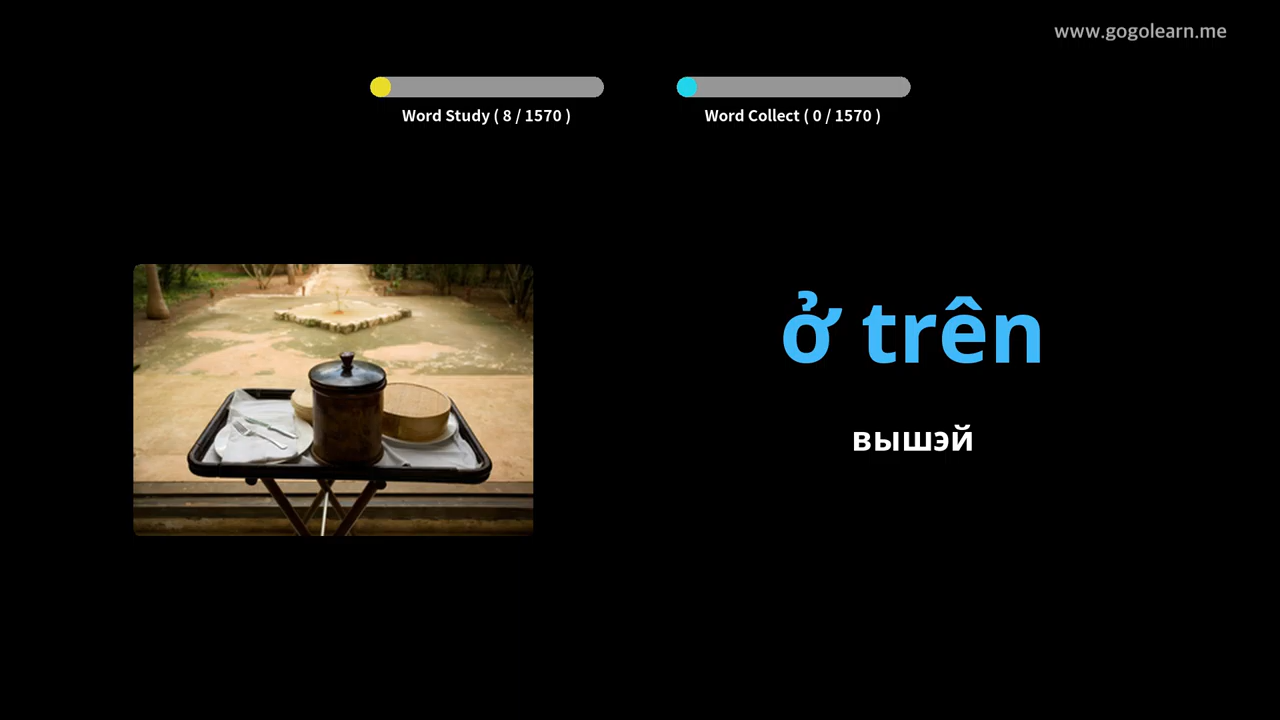 www.gogolearn.me
Word Study ( 8 / 1570 )
Word Collect ( 0 / 1570 )
ở trên
вышэй